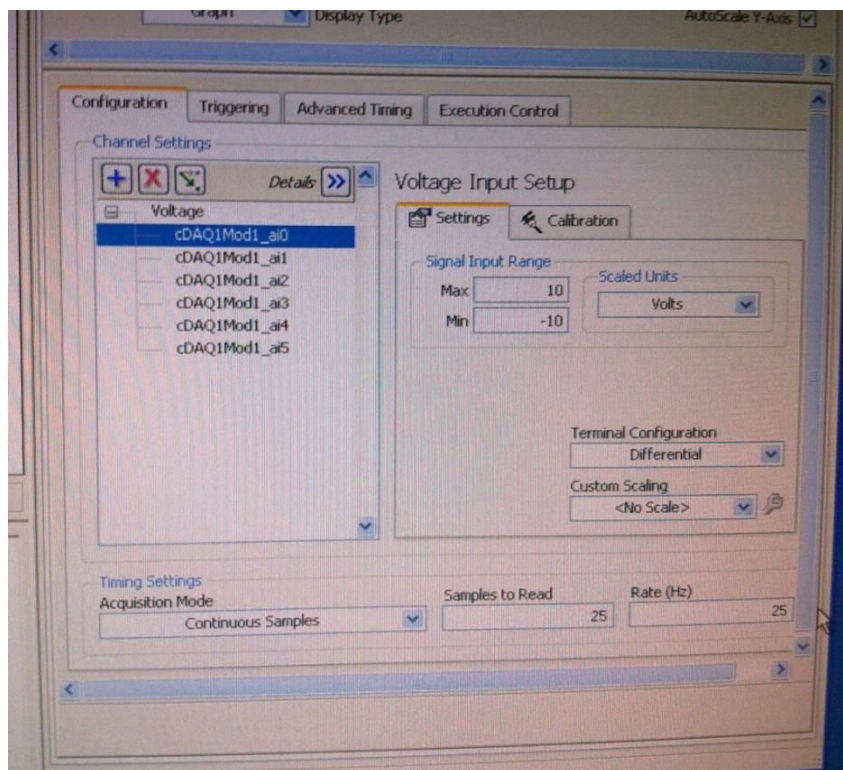 Graph Display Type AutoScale Y-Axis
Configuration Triggering Advanced Timing Execution Control
Channel Settings
Details
Voltage
cDAQ1Mod1_ai0
cDAQ1Mod1_ai1
cDAQ1Mod1_ai2
cDAQ1Mod1_ai3
cDAQ1Mod1_ai4
cDAQ1Mod1_ai5
Voltage Input Setup
Settings Calibration
Signal Input Range
Max 10
Min -10
Scaled Units
Volts
Terminal Configuration
Differential
Custom Scaling
<No Scale>
Timing Settings
Acquisition Mode
Continuous Samples
Samples to Read
25
Rate (Hz)
25